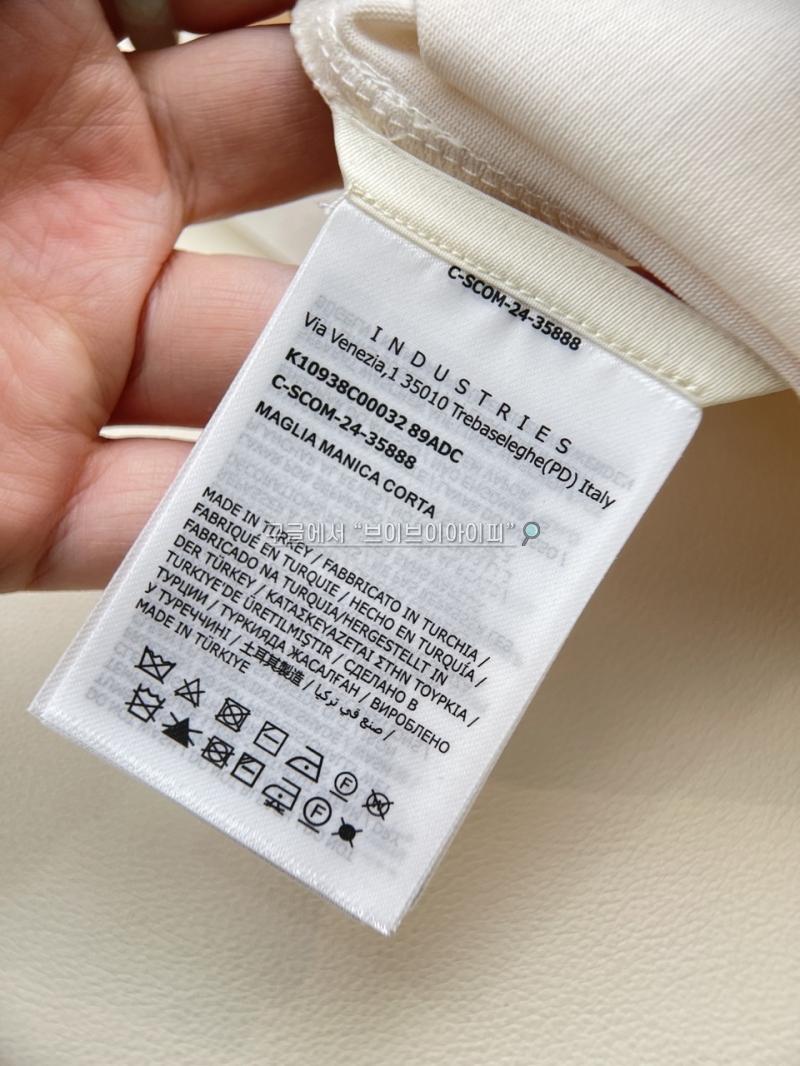 C-SCOM-24-35888
INDUSTRIES
Via Venezia,1 35010 Trebaseleghe(PD) Italy
K10938C00032 89ADC
C-SCOM-24-35888
MAGLIA MANICA CORTA
구글에서 “브이브이아이피”
MADE IN TURKEY / FABBRICATO IN TURCHIA /
FABRIQUÉ EN TURQUIE / HECHO EN TURQUÍA /
FABRICADO NA TURQUIA/HERGESTELLT IN
DER TÜRKEY / ΚΑΤΑΣΚΕΥΑΖΕΤΑΙ ΣΤΗΝ ΤΟΥΡΚΙΑ /
TURKIYE'DE ÜRETILMIŞTIR / СДЕЛАНО В
ТУРЦИИ / ТҮРКИЯДА ЖАСАЛҒАН / ВИРОБЛЕНО
У ТУРЕЧЧИНІ / 土耳其製造 / صنع في تركيا /
MADE IN TÜRKIYE